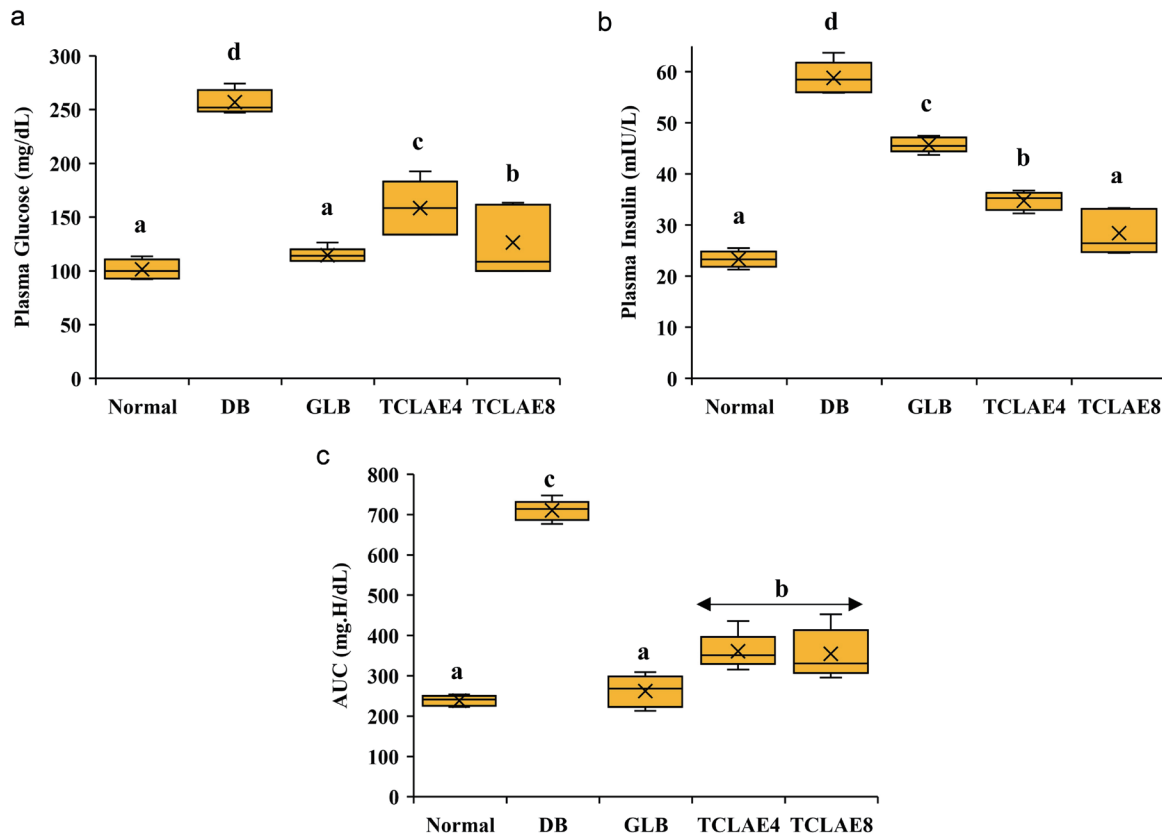 a
Plasma Glucose (mg/dL)
300
250
200
150
100
50
0
a
d
a
c
b
Normal DB GLB TCLAE4 TCLAE8
b
Plasma Insulin (mIU/L)
60
50
40
30
20
10
0
a
d
c
b
a
Normal DB GLB TCLAE4 TCLAE8
c
AUC (mg.H/dL)
800
700
600
500
400
300
200
100
0
a
c
a
b
Normal DB GLB TCLAE4 TCLAE8